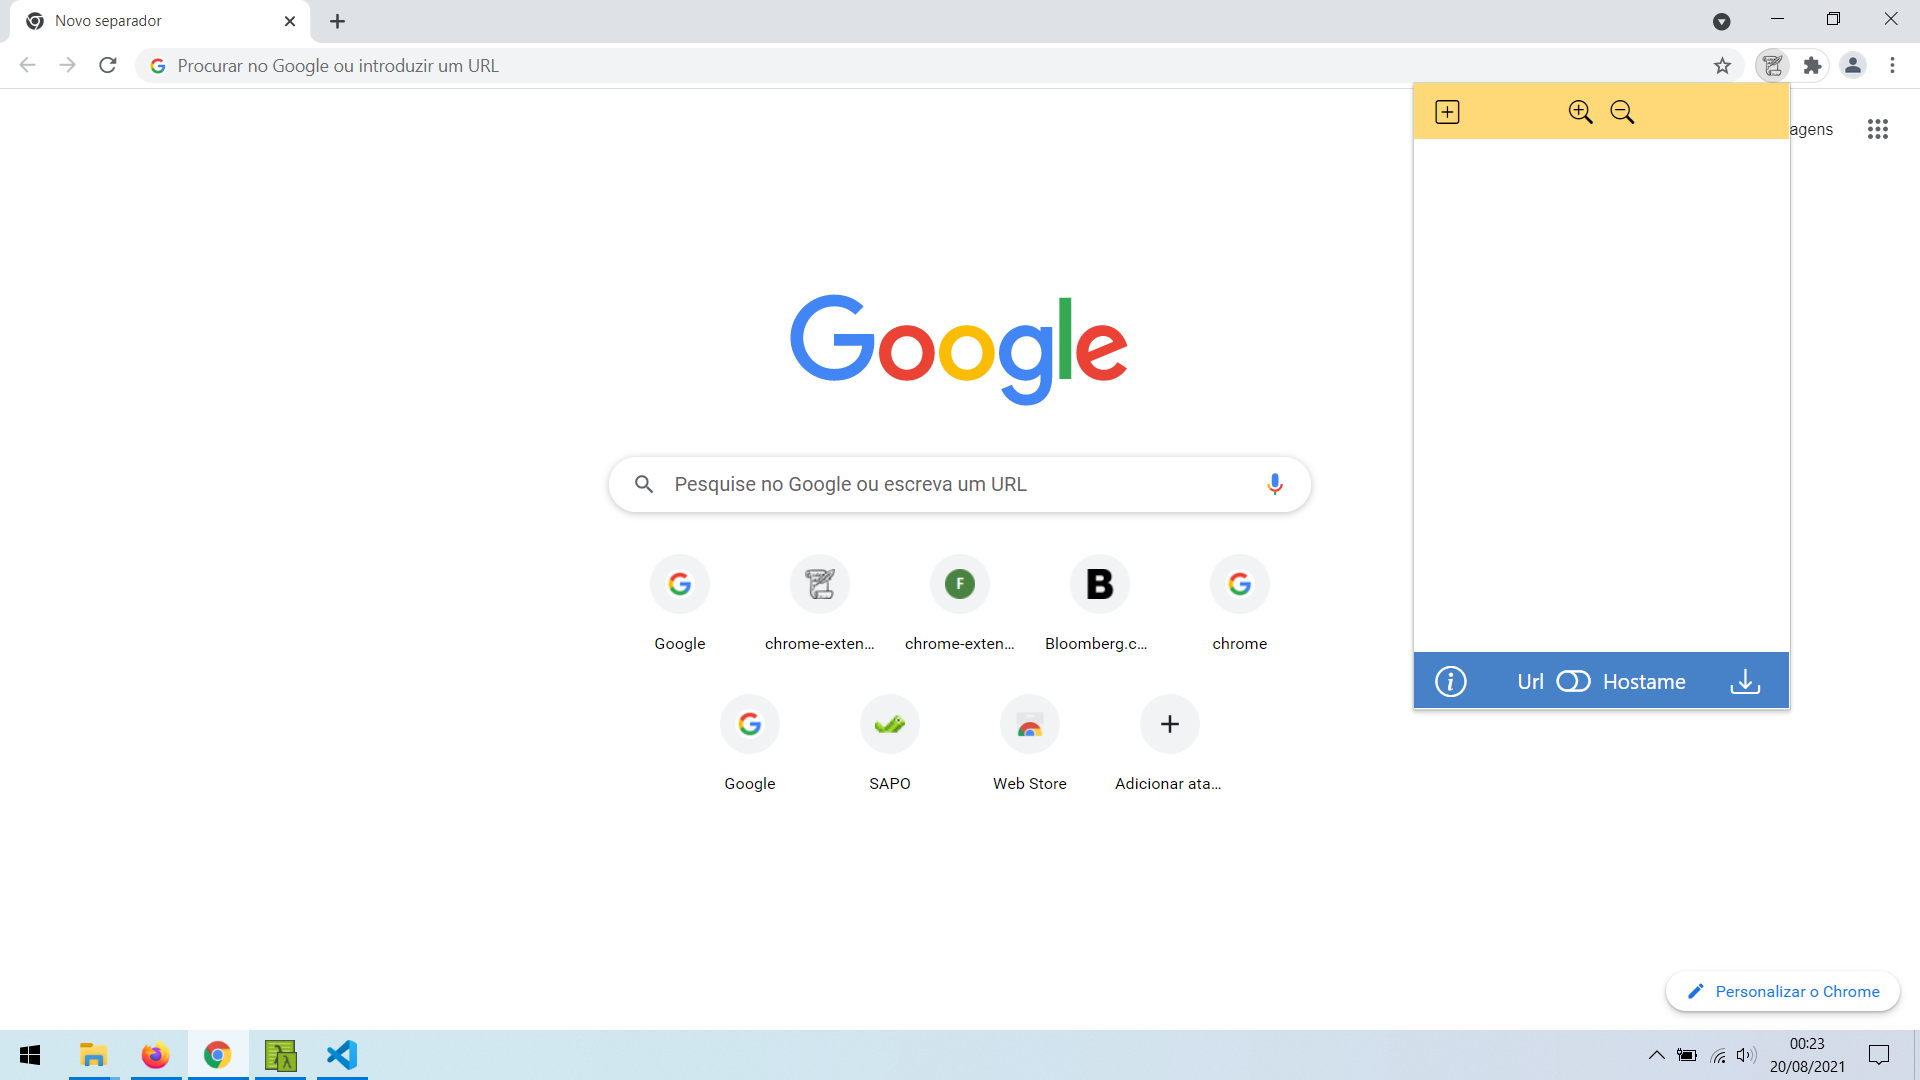 Novo separador
Procurar no Google ou introduzir um URL
agens
Google
Pesquise no Google ou escreva um URL
F
B
Google
chrome-exten...
chrome-exten...
Bloomberg.c...
chrome
Url
Hostame
Google
SAPO
Web Store
Adicionar ata...
Personalizar o Chrome
00:23
20/08/2021